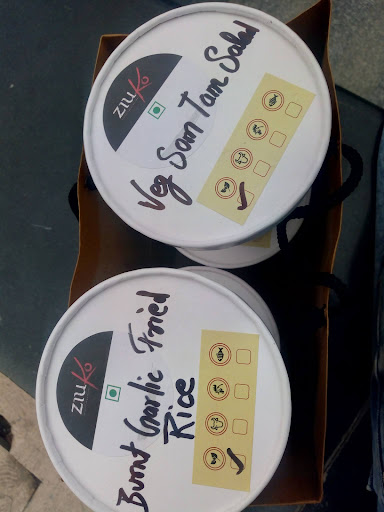 ZIUKO
Veg Som Tam Salad
ZIUKO
Burnt Garlic Fried
Rice